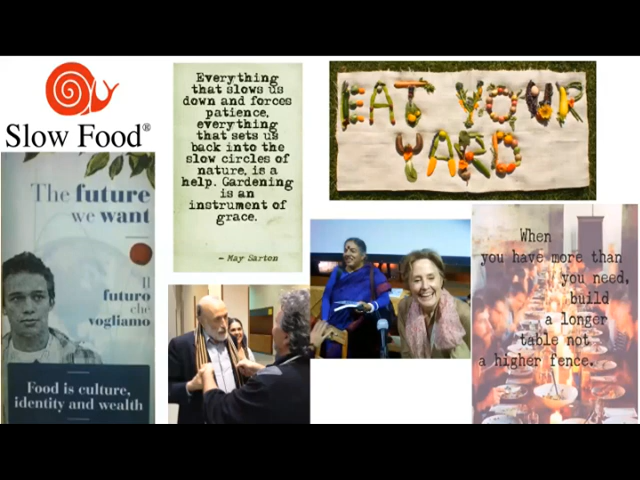 Slow Food®
The future
we want
Il
futuro
che
vogliamo
Food is culture,
identity and wealth
Everything
that slows us
down and forces
patience,
everything
that sets us
back into the
slow circles of
nature, is a
help. Gardening
is an
instrument of
grace.
- May Sarton
EAT YOUR
YARD
When
you have more than
you need,
build
a longer
table not
a higher fence.